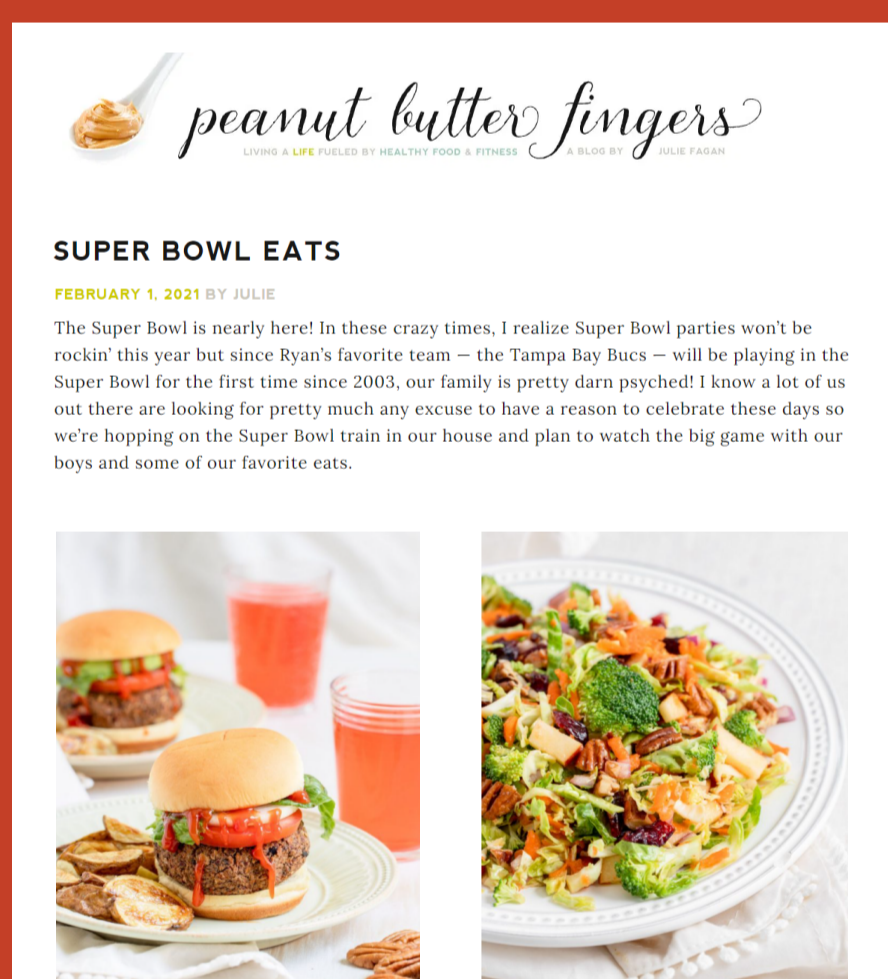 peanut butter fingers
LIVING A LIFE FUELED BY HEALTHY FOOD & FITNESS A BLOG BY JULIE FAGAN
SUPER BOWL EATS
FEBRUARY 1, 2021 BY JULIE
The Super Bowl is nearly here! In these crazy times, I realize Super Bowl parties won’t be
rockin’ this year but since Ryan’s favorite team — the Tampa Bay Bucs — will be playing in the
Super Bowl for the first time since 2003, our family is pretty darn psyched! I know a lot of us
out there are looking for pretty much any excuse to have a reason to celebrate these days so
we’re hopping on the Super Bowl train in our house and plan to watch the big game with our
boys and some of our favorite eats.